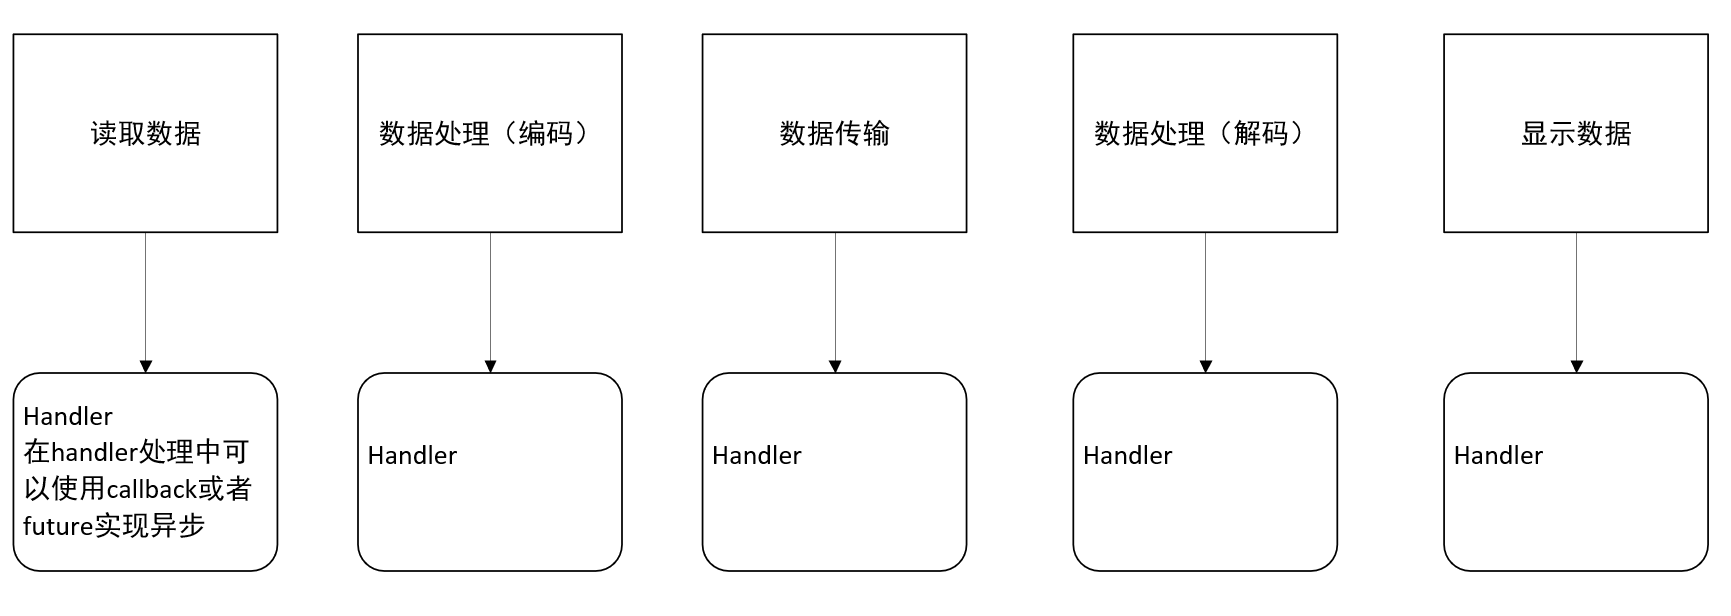 读取数据
数据处理（编码）
数据传输
数据处理（解码）
显示数据
Handler
在handler处理中可
以使用callback或者
future实现异步
Handler
Handler
Handler
Handler